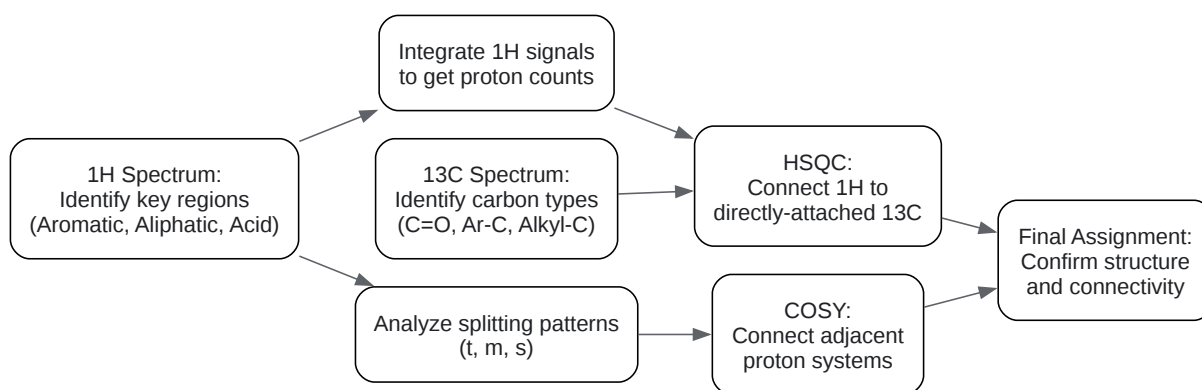 1H Spectrum:
Identify key regions
(Aromatic, Aliphatic, Acid)
Integrate 1H signals
to get proton counts
13C Spectrum:
Identify carbon types
(C=O, Ar-C, Alkyl-C)
Analyze splitting patterns
(t, m, s)
HSQC:
Connect 1H to
directly-attached 13C
COSY:
Connect adjacent
proton systems
Final Assignment:
Confirm structure
and connectivity